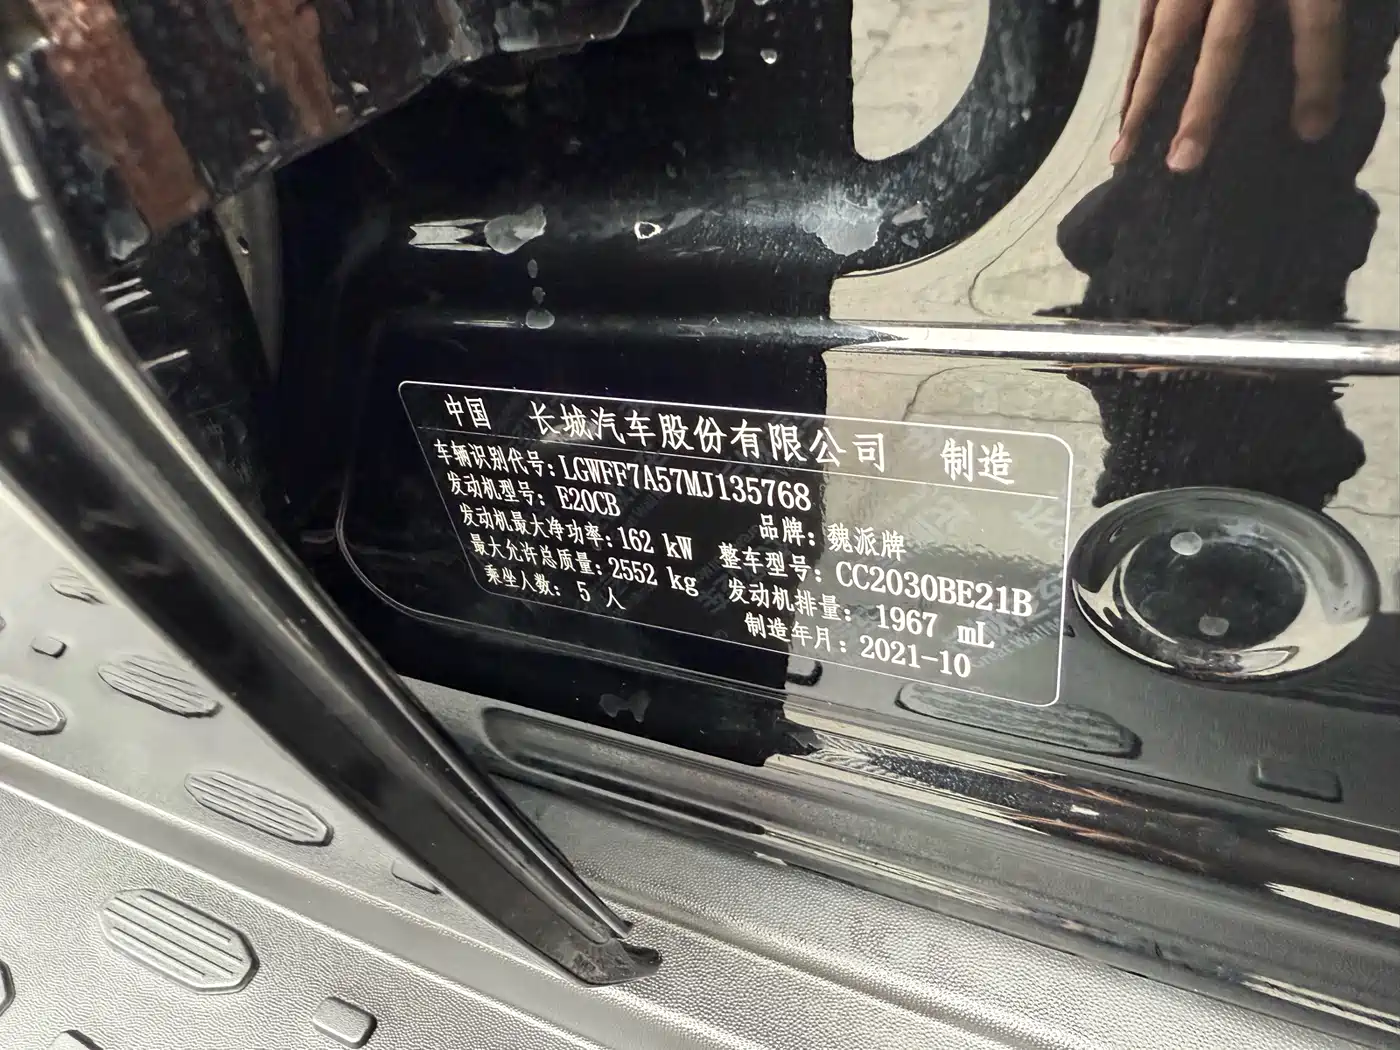 中国 长城汽车股份有限公司 制造
车辆识别代号:LGWFF7A57MJ135768
发动机型号:E20CB 品牌:魏派牌
发动机最大净功率:162 kW 整车型号:CC2030BE21B
最大允许总质量:2552 kg 发动机排量:1967 mL
乘坐人数:5 人 制造年月:2021-10